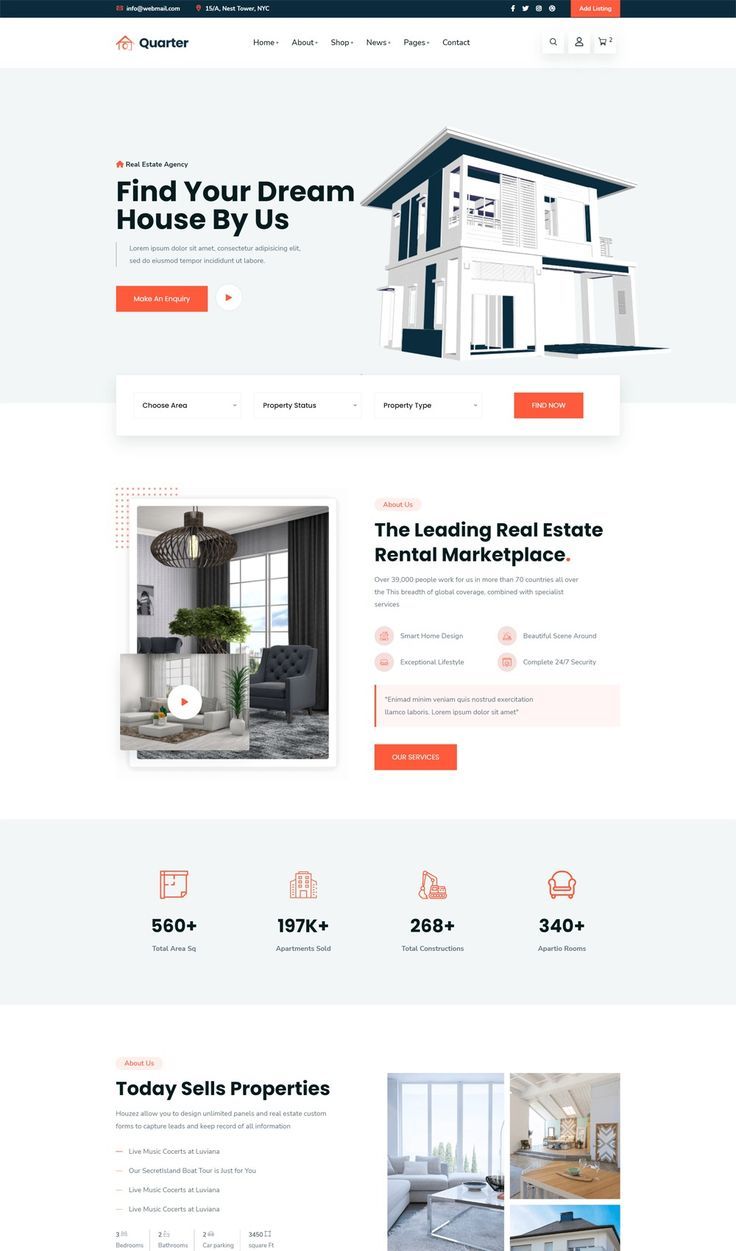 info@webmail.com 15/A, Nest Tower, NYC Add Listing
Quarter Home About Shop News Pages Contact 2
Real Estate Agency
Find Your Dream
House By Us
Lorem ipsum dolor sit amet, consectetur adipisicing elit,
sed do eiusmod tempor incididunt ut labore.
Make An Enquiry
Choose Area Property Status Property Type FIND NOW
About Us
The Leading Real Estate
Rental Marketplace.
Over 39,000 people work for us in more than 70 countries all over
the This breadth of global coverage, combined with specialist
services
Smart Home Design Beautiful Scene Around
Exceptional Lifestyle Complete 24/7 Security
"Enimad minim veniam quis nostrud exercitation
llamco laboris. Lorem ipsum dolor sit amet"
OUR SERVICES
560+ 197K+ 268+ 340+
Total Area Sq Apartments Sold Total Constructions Apartio Rooms
About Us
Today Sells Properties
Houzez allow you to design unlimited panels and real estate custom
forms to capture leads and keep record of all information
Live Music Cocerts at Luviana
Our SecretIsland Boat Tour is Just for You
Live Music Cocerts at Luviana
Live Music Cocerts at Luviana
3 2 2 3450
Bedrooms Bathrooms Car parking square Ft